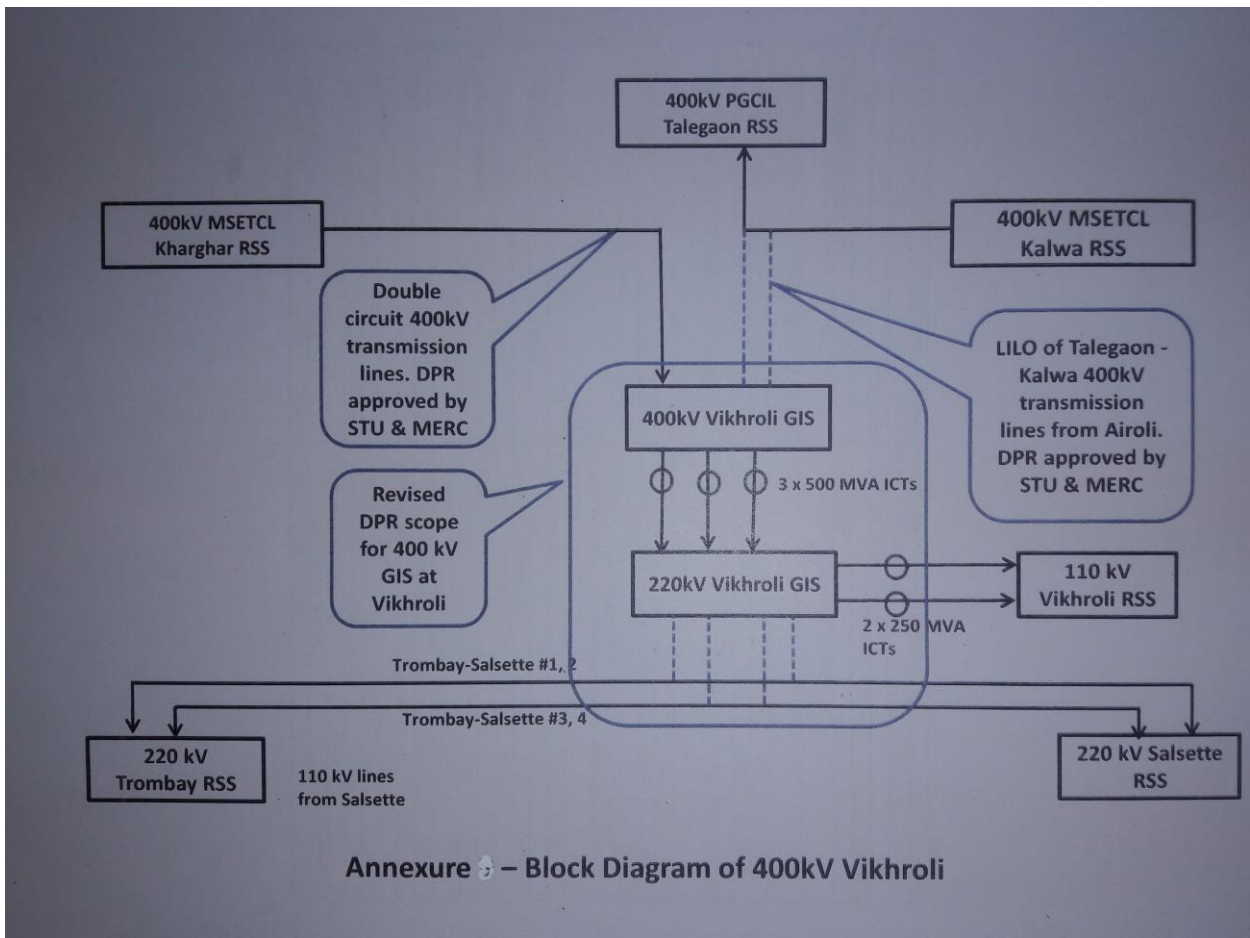 400kV PGCIL
Talegaon RSS
400kV MSETCL
Kharghar RSS
400kV MSETCL
Kalwa RSS
Double
circuit 400kV
transmission
lines. DPR
approved by
STU & MERC
LILO of Talegaon -
Kalwa 400kV
transmission
lines from Airoli.
DPR approved by
STU & MERC
400kV Vikhroli GIS
3 x 500 MVA ICTs
Revised
DPR scope
for 400 kV
GIS at
Vikhroli
220kV Vikhroli GIS
110 kV
Vikhroli RSS
2 x 250 MVA
ICTs
Trombay-Salsette #1, 2
Trombay-Salsette #3, 4
220 kV
Trombay RSS
110 kV lines
from Salsette
220 kV Salsette
RSS
Annexure – Block Diagram of 400kV Vikhroli